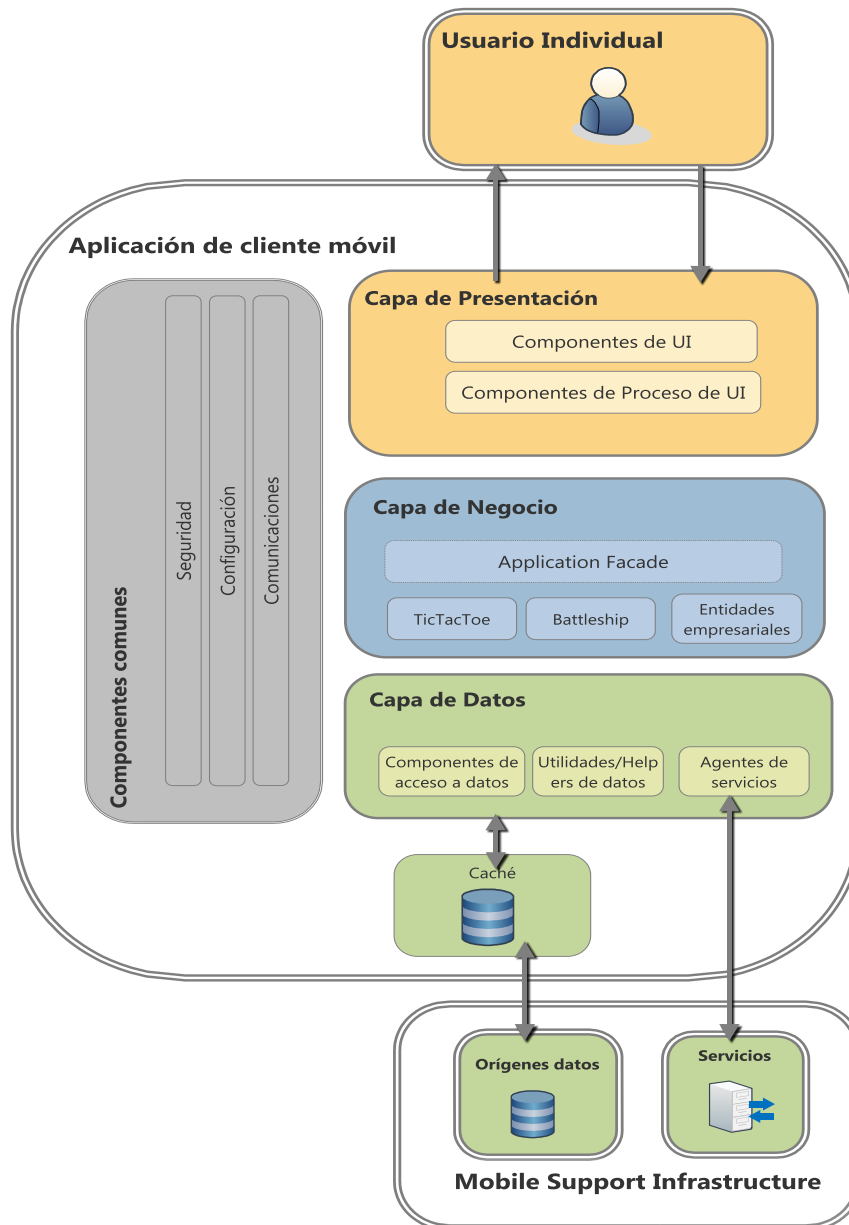 Usuario Individual
Aplicación de cliente móvil
Componentes comunes
Seguridad
Configuración
Comunicaciones
Capa de Presentación
Componentes de UI
Componentes de Proceso de UI
Capa de Negocio
Application Facade
TicTacToe
Battleship
Entidades
empresariales
Capa de Datos
Componentes de
acceso a datos
Utilidades/Help
ers de datos
Agentes de
servicios
Caché
Orígenes datos
Servicios
Mobile Support Infrastructure